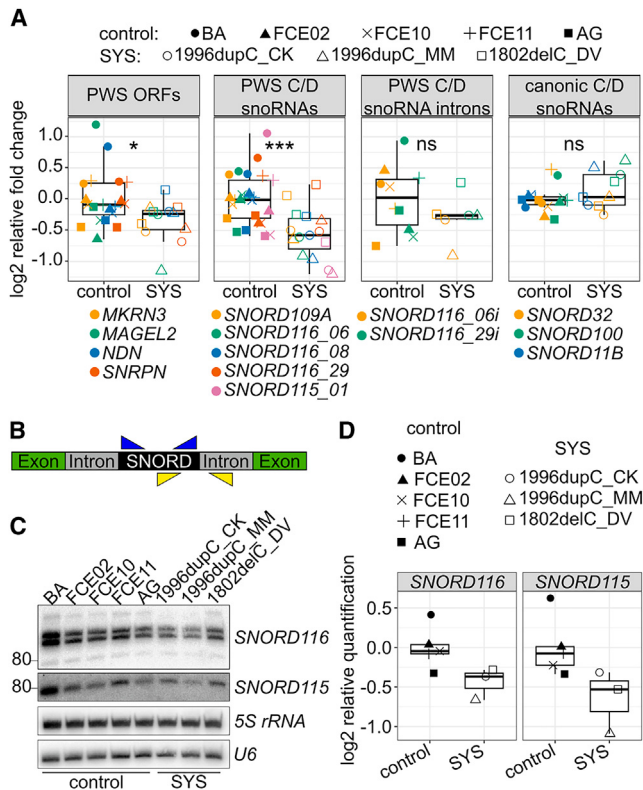 A
control: BA FCE02 FCE10 FCE11 AG
SYS: 1996dupC_CK 1996dupC_MM 1802delC_DV
PWS ORFs
PWS C/D
snoRNAs
PWS C/D
snoRNA introns
canonic C/D
snoRNAs
log2 relative fold change
1.0
0.5
0.0
-0.5
-1.0
* *** ns ns
control SYS control SYS control SYS control SYS
MKRN3
MAGEL2
NDN
SNRPN
SNORD109A
SNORD116_06
SNORD116_08
SNORD116_29
SNORD115_01
SNORD116_06i
SNORD116_29i
SNORD32
SNORD100
SNORD11B
B
Exon Intron SNORD Intron Exon
C
BA FCE02 FCE10 FCE11 AG 1996dupC_CK 1996dupC_MM 1802delC_DV
80
SNORD116
80
SNORD115
5S rRNA
U6
control SYS
D
control
BA
FCE02
FCE10
FCE11
AG
SYS
1996dupC_CK
1996dupC_MM
1802delC_DV
SNORD116 SNORD115
log2 relative quantification
0.5
0.0
-0.5
-1.0
control SYS control SYS